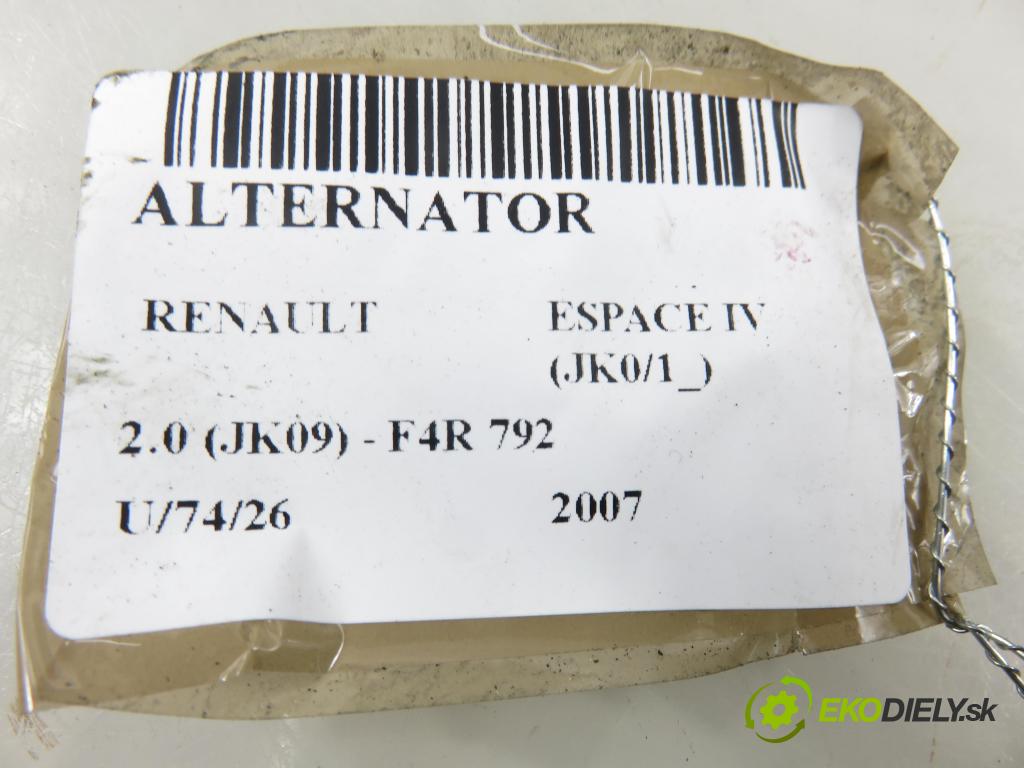 ALTERNATOR
RENAULT ESPACE IV
(JK0/1_)
2.0 (JK09) - F4R 792
U/74/26 2007
EKODIELY.sk